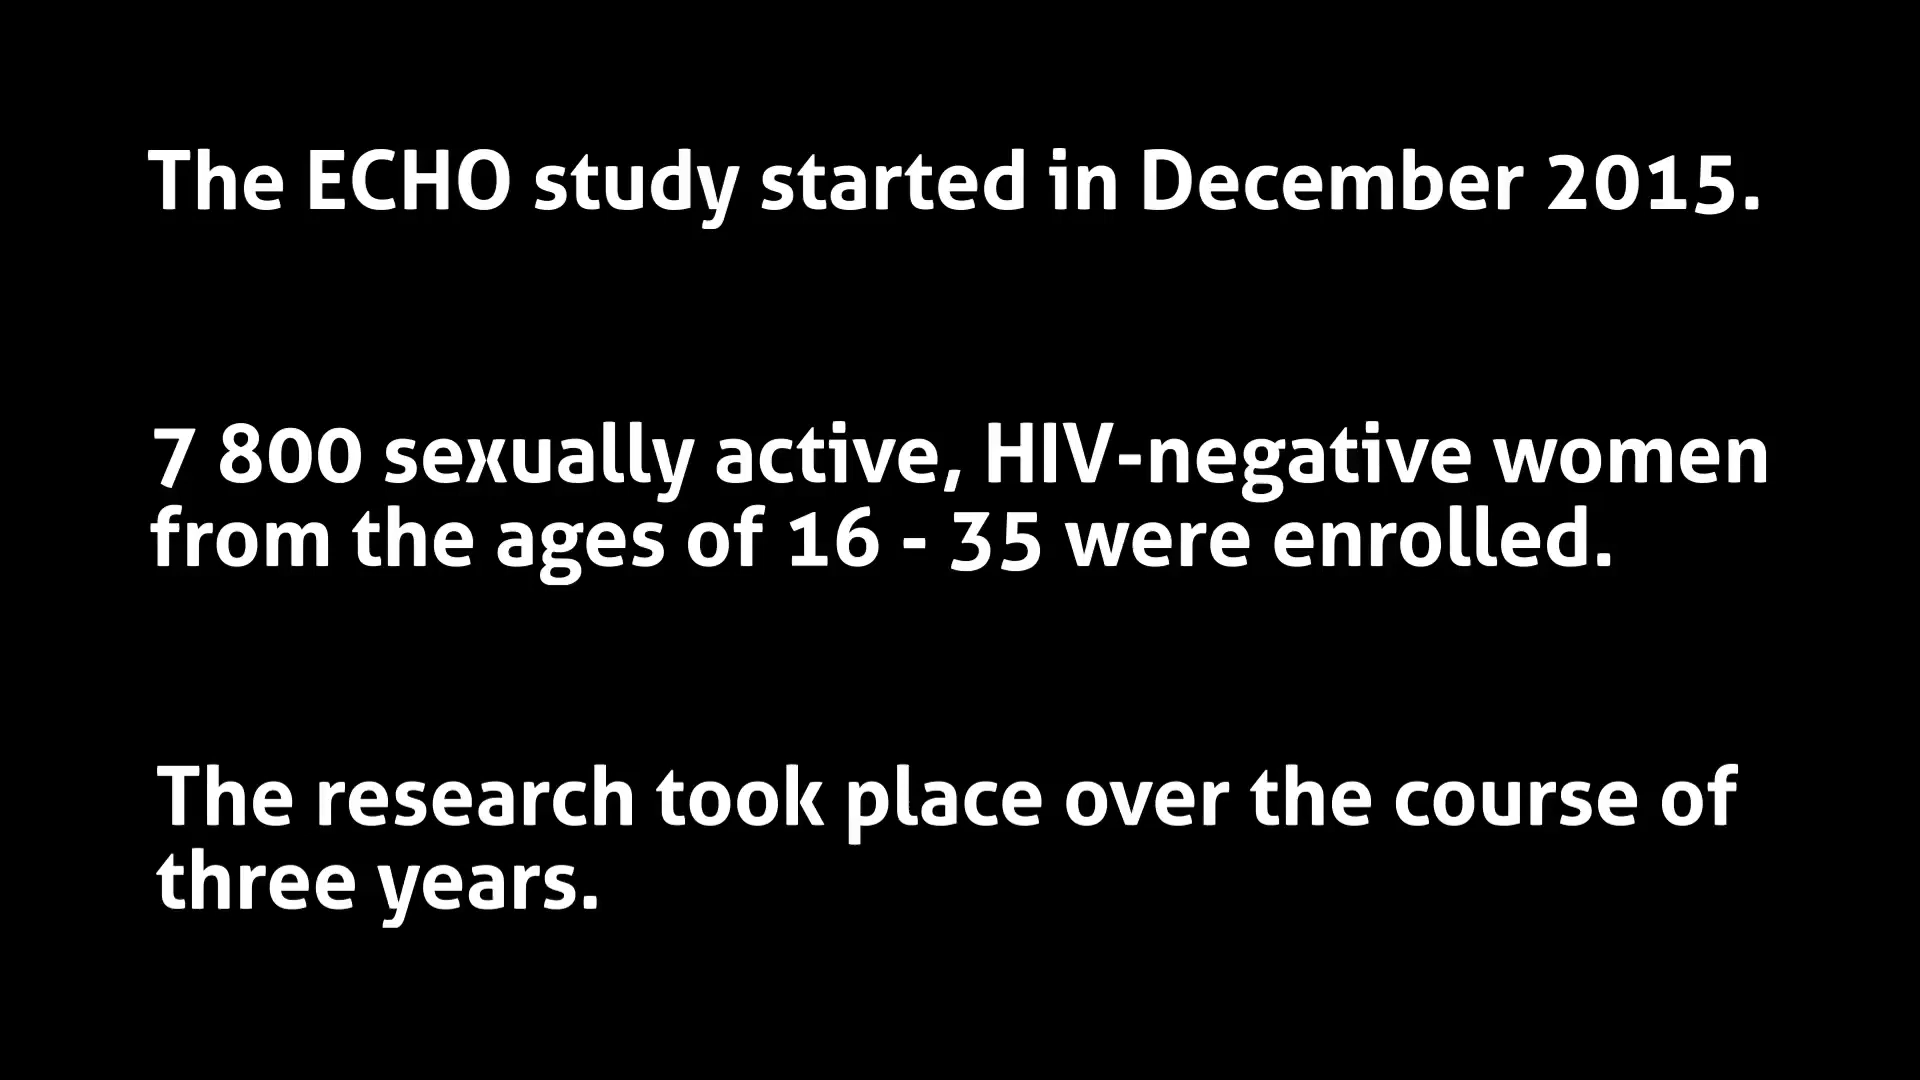 The ECHO study started in December 2015.
7 800 sexually active, HIV-negative women
from the ages of 16 - 35 were enrolled.
The research took place over the course of
three years.